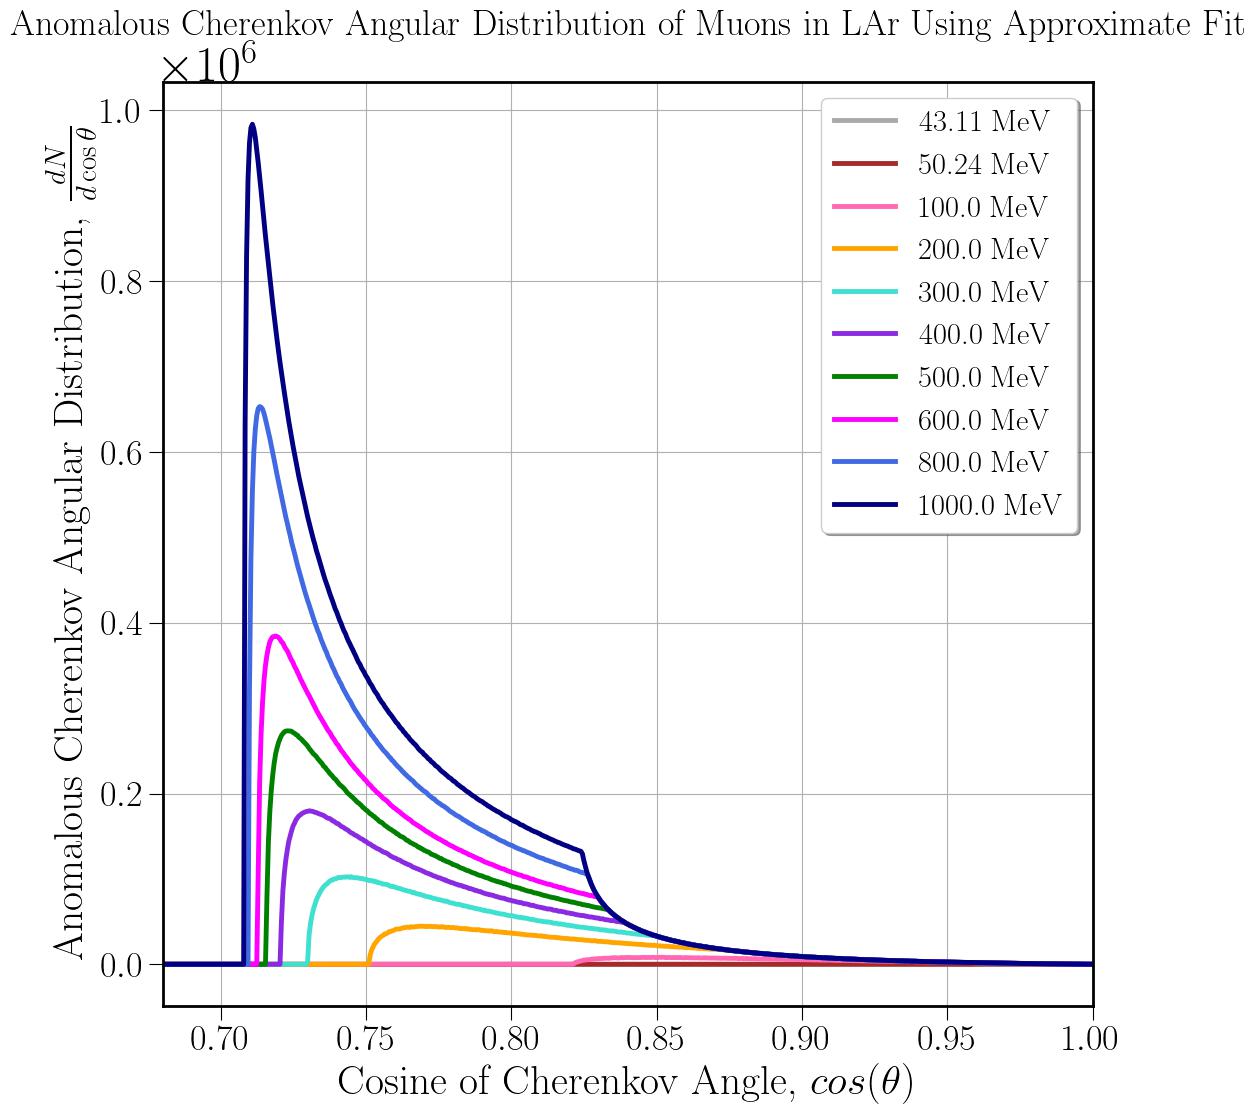 Anomalous Cherenkov Angular Distribution of Muons in LAr Using Approximate Fit
×10^6
Anomalous Cherenkov Angular Distribution, dN/d cos θ
1.0
0.8
0.6
0.4
0.2
0.0
43.11 MeV
50.24 MeV
100.0 MeV
200.0 MeV
300.0 MeV
400.0 MeV
500.0 MeV
600.0 MeV
800.0 MeV
1000.0 MeV
0.70 0.75 0.80 0.85 0.90 0.95 1.00
Cosine of Cherenkov Angle, cos(θ)